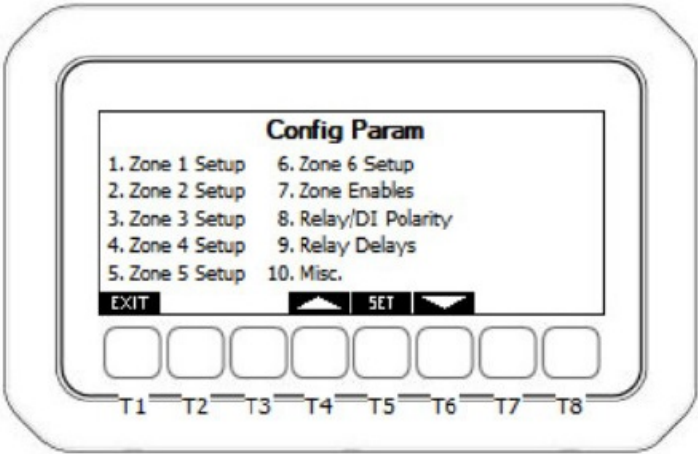 Config Param
1. Zone 1 Setup 6. Zone 6 Setup
2. Zone 2 Setup 7. Zone Enables
3. Zone 3 Setup 8. Relay/DI Polarity
4. Zone 4 Setup 9. Relay Delays
5. Zone 5 Setup 10. Misc.
EXIT SET
T1 T2 T3 T4 T5 T6 T7 T8